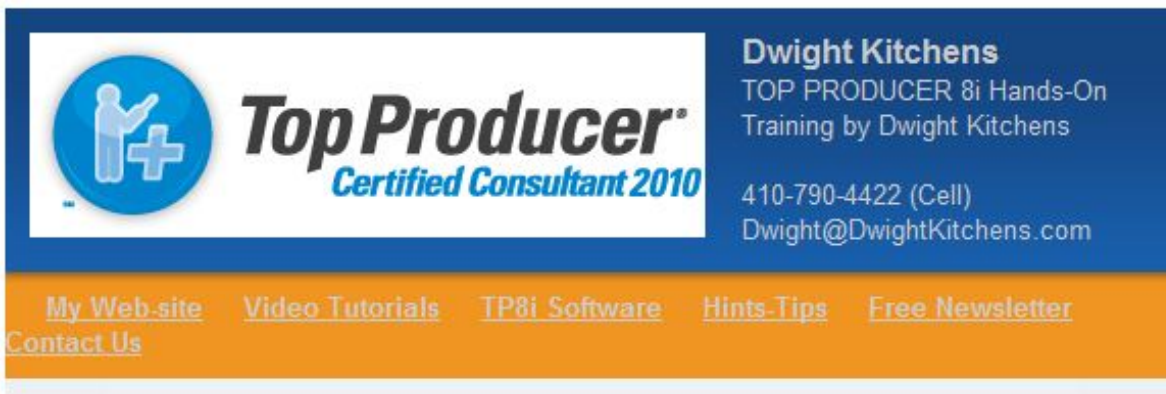 Top Producer®
Certified Consultant 2010
Dwight Kitchens
TOP PRODUCER 8i Hands-On
Training by Dwight Kitchens
410-790-4422 (Cell)
Dwight@DwightKitchens.com
My Web-site Video Tutorials TP8i Software Hints-Tips Free Newsletter
Contact Us